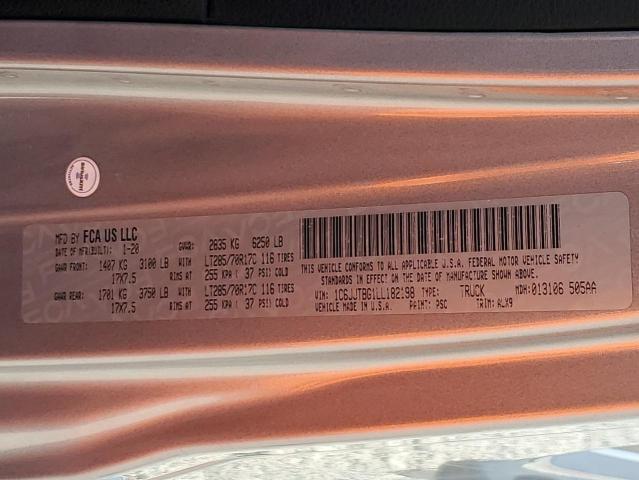 MFD BY FCA US LLC
DATE OF MFR(BUILT): 1-20 GVWR: 2835 KG 6250 LB
GAWR FRONT: 1407 KG 3100 LB WITH LT285/70R17C 116 TIRES
17X7.5 RIMS AT 255 KPA ( 37 PSI) COLD
GAWR REAR: 1701 KG 3750 LB WITH LT285/70R17C 116 TIRES
17X7.5 RIMS AT 255 KPA ( 37 PSI) COLD
THIS VEHICLE CONFORMS TO ALL APPLICABLE U.S.A. FEDERAL MOTOR VEHICLE SAFETY
STANDARDS IN EFFECT ON THE DATE OF MANUFACTURE SHOWN ABOVE.
VIN: 1C6JJTBG1LL182198 TYPE: TRUCK MDH: 013106 505AA
VEHICLE MADE IN U.S.A. PAINT: PSC TRIM: ALX9